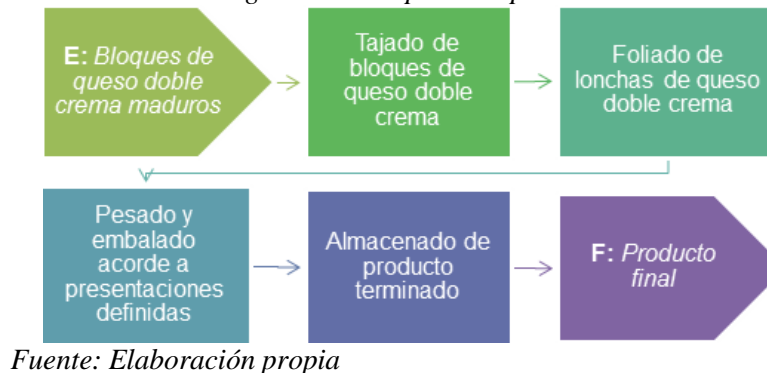 E: Bloques de
queso doble
crema maduros
Tajado de
bloques de
queso doble
crema
Foliado de
lonchas de queso
doble crema
Pesado y
embalado
acorde a
presentaciones
definidas
Almacenado de
producto
terminado
F: Producto
final
Fuente: Elaboración propia